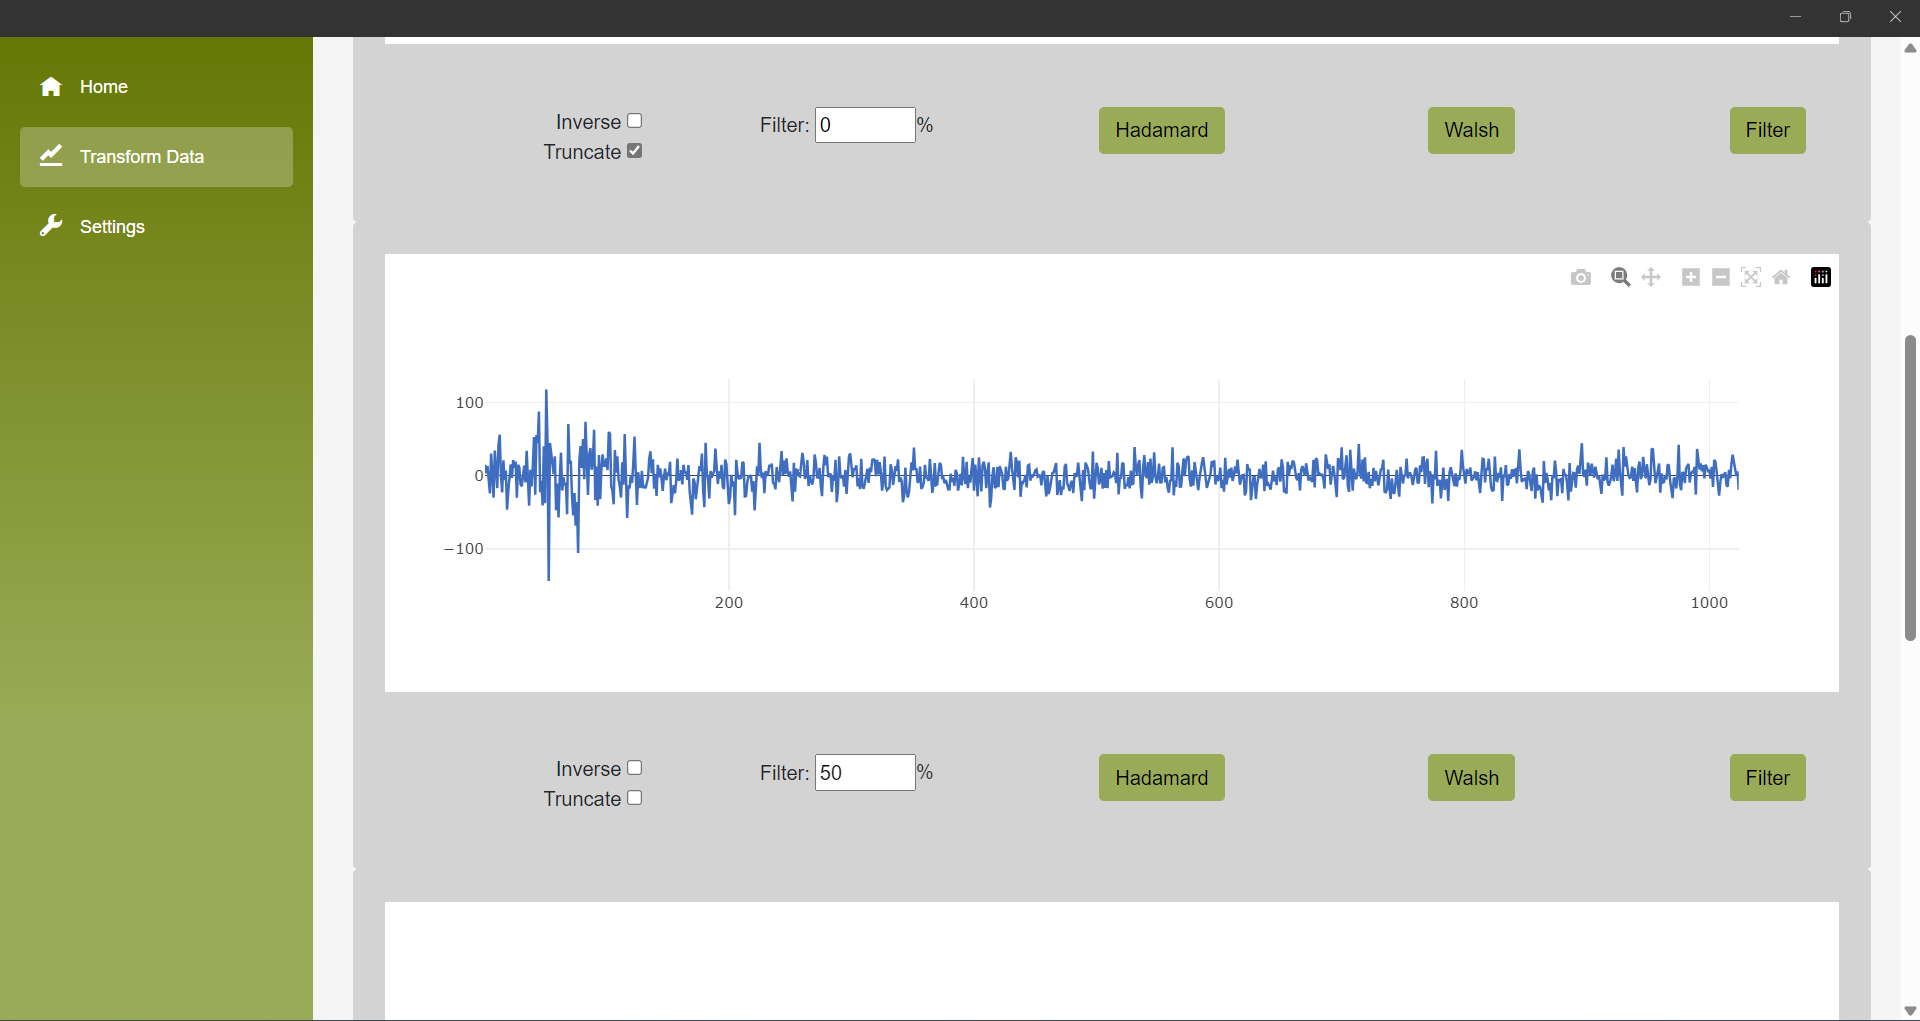 Home
Transform Data
Settings
Inverse
Truncate
Filter: 0 %
Hadamard
Walsh
Filter
100
0
−100
200
400
600
800
1000
Inverse
Truncate
Filter: 50 %
Hadamard
Walsh
Filter